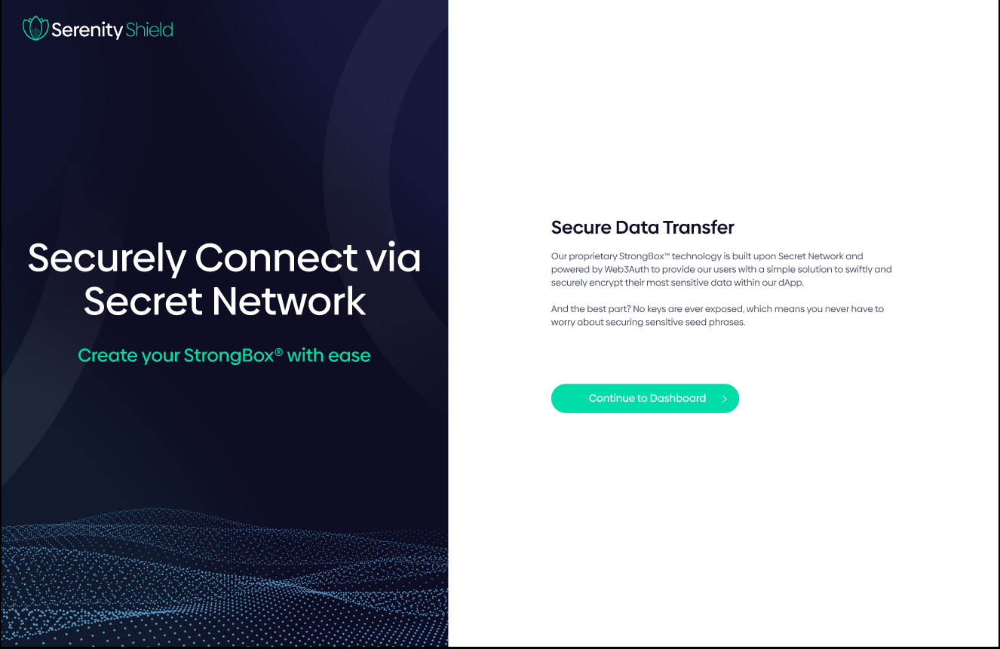 Serenity Shield
Securely Connect via
Secret Network
Create your StrongBox® with ease
Secure Data Transfer
Our proprietary StrongBox™ technology is built upon Secret Network and
powered by Web3Auth to provide our users with a simple solution to swiftly and
securely encrypt their most sensitive data within our dApp.
And the best part? No keys are ever exposed, which means you never have to
worry about securing sensitive seed phrases.
Continue to Dashboard